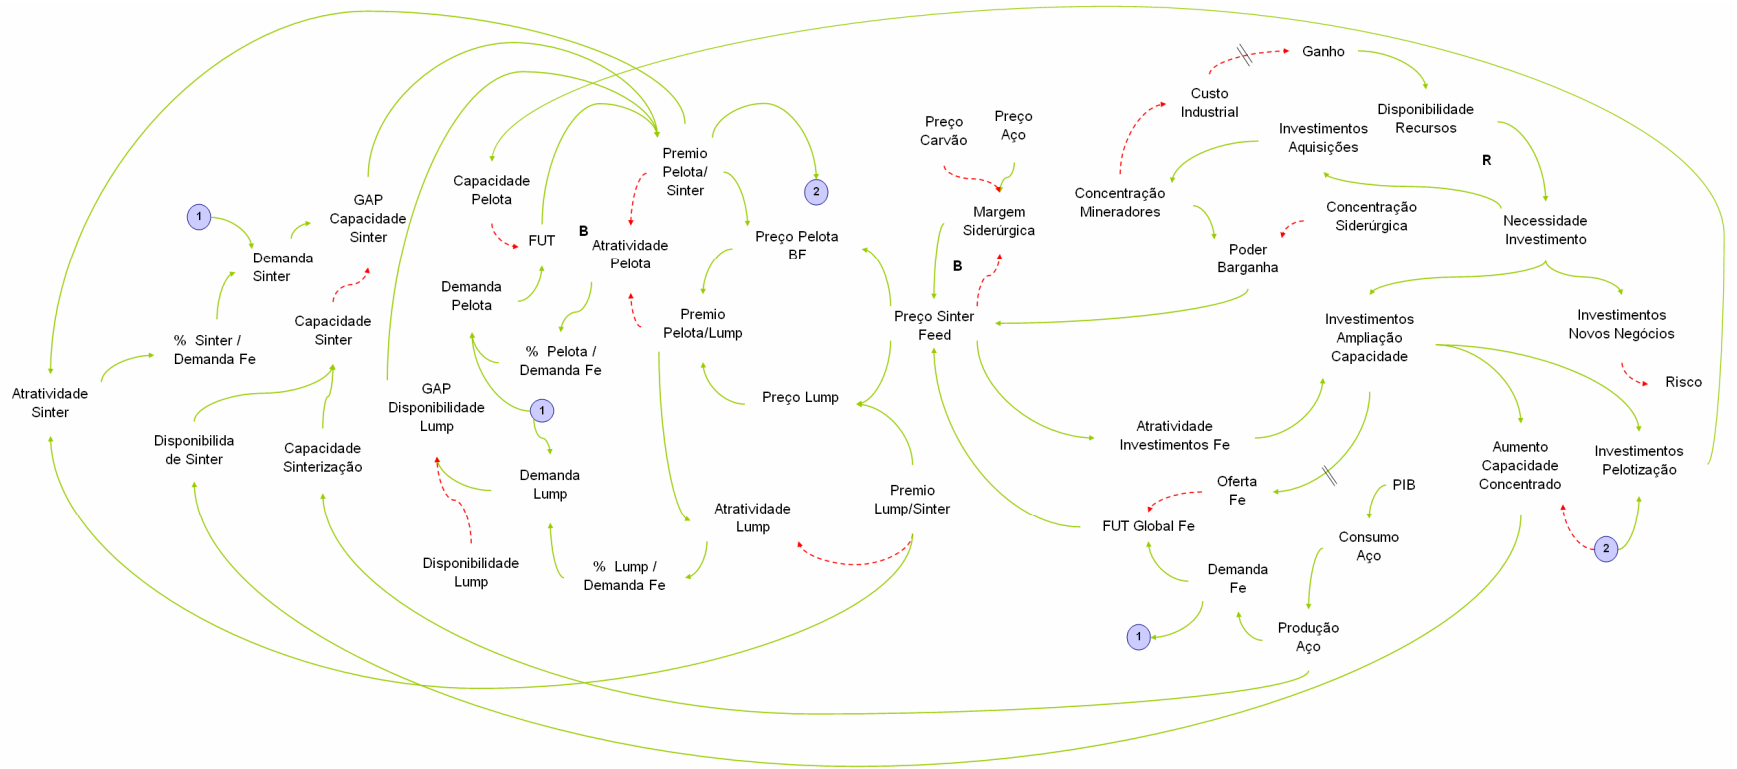 Ganho
Custo
Industrial
Disponibilidade
Recursos
Preço
Carvão
Preço
Aço
Investimentos
Aquisições
R
Premio
Pelota/
Sinter
Capacidade
Pelota
2
Concentração
Mineradores
Concentração
Siderúrgica
GAP
Capacidade
Sinter
1
Margem
Siderúrgica
Necessidade
Investimento
FUT
B
Atratividade
Pelota
Preço Pelota
BF
Poder
Barganha
Demanda
Sinter
B
Demanda
Pelota
Capacidade
Sinter
Premio
Pelota/Lump
Preço Sinter
Feed
Investimentos
Ampliação
Capacidade
Investimentos
Novos Negócios
% Sinter /
Demanda Fe
% Pelota /
Demanda Fe
Risco
Atratividade
Sinter
GAP
Disponibilidade
Lump
1
Preço Lump
Atratividade
Investimentos Fe
Disponibilida
de Sinter
Capacidade
Sinterização
Aumento
Capacidade
Concentrado
Investimentos
Pelotização
Demanda
Lump
Premio
Lump/Sinter
Oferta
Fe
PIB
Atratividade
Lump
FUT Global Fe
Consumo
Aço
2
Disponibilidade
Lump
% Lump /
Demanda Fe
Demanda
Fe
1
Produção
Aço